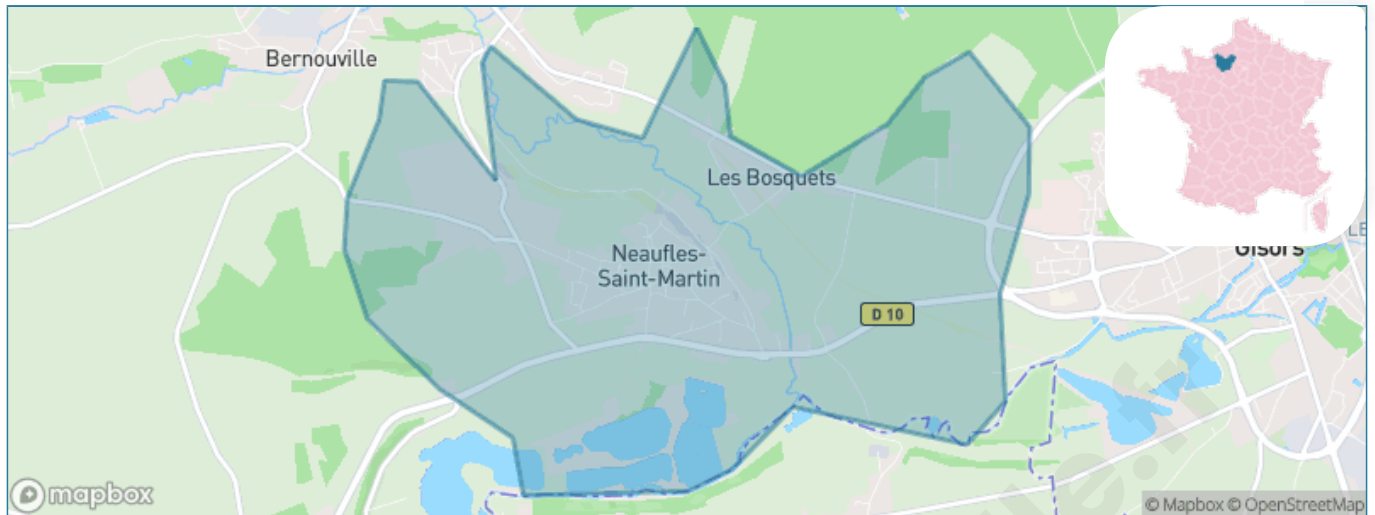 Bernouville
Les Bosquets
Neaufles-
Saint-Martin
Gisors
D 10
mapbox
© Mapbox © OpenStreetMap